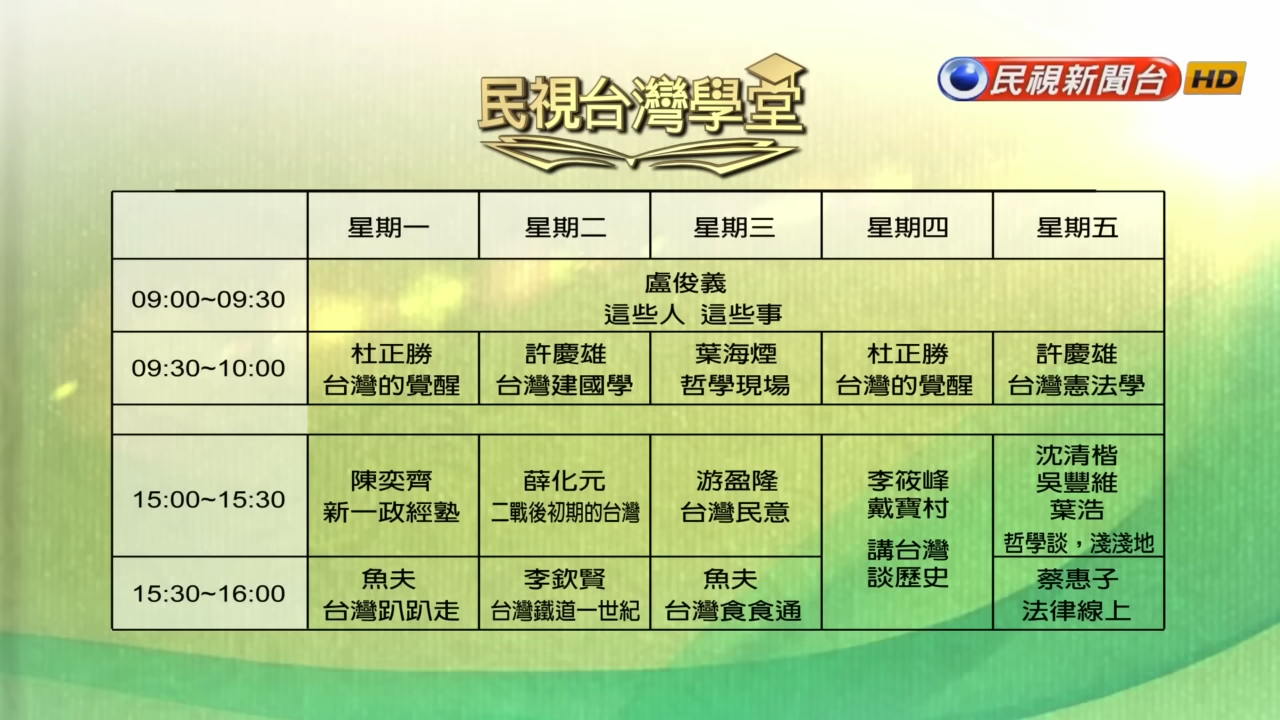 民視台灣學堂
民視新聞台 HD
星期一 星期二 星期三 星期四 星期五
09:00~09:30
盧俊義
這些人 這些事
09:30~10:00
杜正勝
台灣的覺醒
許慶雄
台灣建國學
葉海煙
哲學現場
杜正勝
台灣的覺醒
許慶雄
台灣憲法學
15:00~15:30
陳奕齊
新一政經塾
薛化元
二戰後初期的台灣
游盈隆
台灣民意
李筱峰
戴寶村
講台灣
談歷史
沈清楷
吳豐維
葉浩
哲學談，淺淺地
15:30~16:00
魚夫
台灣趴趴走
李欽賢
台灣鐵道一世紀
魚夫
台灣食食通
蔡惠子
法律線上